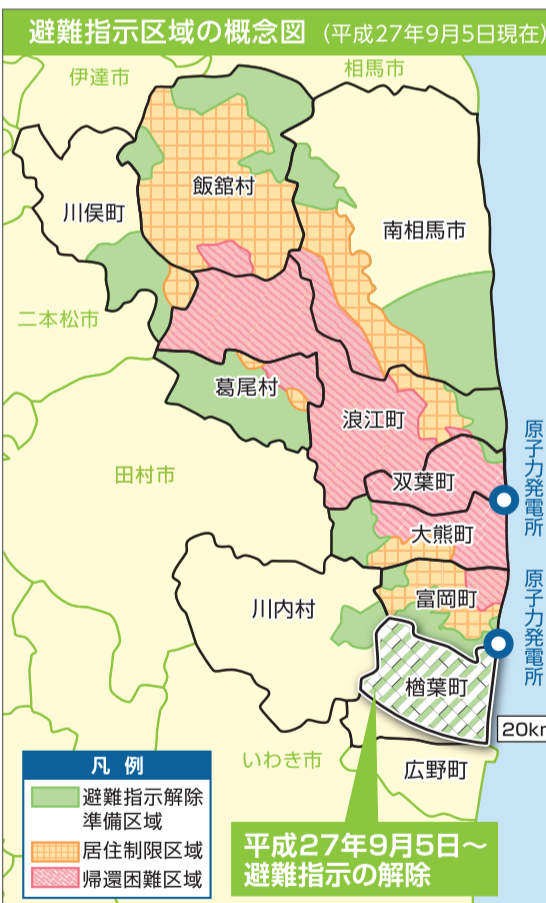 避難指示区域の概念図 (平成27年9月5日現在)
伊達市
相馬市
飯舘村
川俣町
南相馬市
二本松市
葛尾村
浪江町
田村市
双葉町
原子力発電所
大熊町
富岡町
原子力発電所
川内村
楢葉町
20km
いわき市
広野町
凡 例
避難指示解除
準備区域
居住制限区域
帰還困難区域
平成27年9月5日~
避難指示の解除